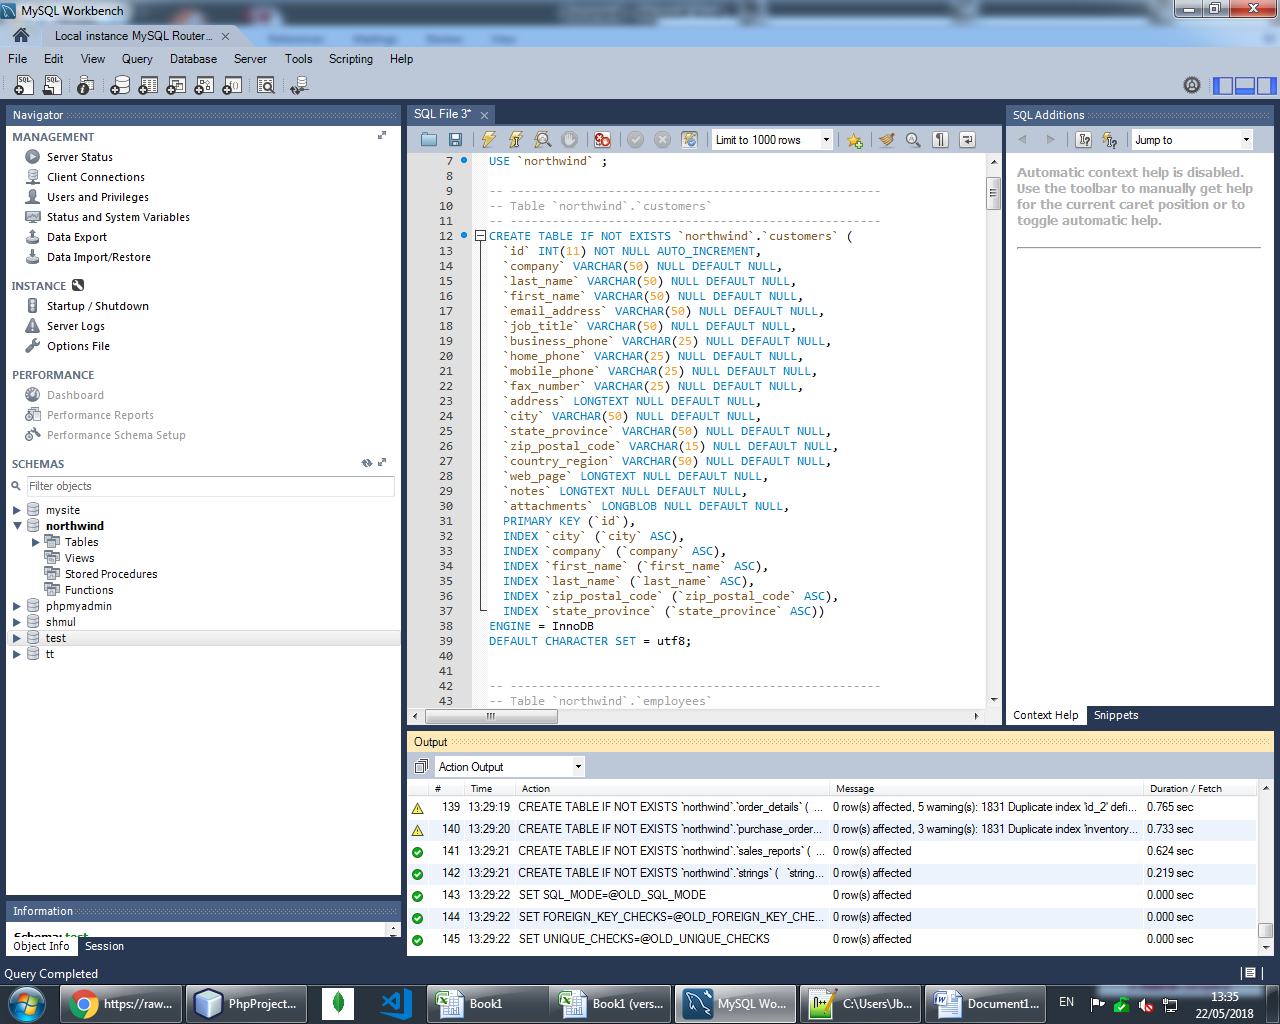 MySQL Workbench
Local instance MySQL Router...
File Edit View Query Database Server Tools Scripting Help
Navigator
MANAGEMENT
Server Status
Client Connections
Users and Privileges
Status and System Variables
Data Export
Data Import/Restore
INSTANCE
Startup / Shutdown
Server Logs
Options File
PERFORMANCE
Dashboard
Performance Reports
Performance Schema Setup
SCHEMAS
Filter objects
mysite
northwind
Tables
Views
Stored Procedures
Functions
phpmyadmin
shmul
test
tt
Information
Schema: test
Object Info Session
Query Completed
SQL File 3*
Limit to 1000 rows
7 USE `northwind` ;
8
9 -- -----------------------------------------------------
10 -- Table `northwind`.`customers`
11 -- -----------------------------------------------------
12 CREATE TABLE IF NOT EXISTS `northwind`.`customers` (
13 `id` INT(11) NOT NULL AUTO_INCREMENT,
14 `company` VARCHAR(50) NULL DEFAULT NULL,
15 `last_name` VARCHAR(50) NULL DEFAULT NULL,
16 `first_name` VARCHAR(50) NULL DEFAULT NULL,
17 `email_address` VARCHAR(50) NULL DEFAULT NULL,
18 `job_title` VARCHAR(50) NULL DEFAULT NULL,
19 `business_phone` VARCHAR(25) NULL DEFAULT NULL,
20 `home_phone` VARCHAR(25) NULL DEFAULT NULL,
21 `mobile_phone` VARCHAR(25) NULL DEFAULT NULL,
22 `fax_number` VARCHAR(25) NULL DEFAULT NULL,
23 `address` LONGTEXT NULL DEFAULT NULL,
24 `city` VARCHAR(50) NULL DEFAULT NULL,
25 `state_province` VARCHAR(50) NULL DEFAULT NULL,
26 `zip_postal_code` VARCHAR(15) NULL DEFAULT NULL,
27 `country_region` VARCHAR(50) NULL DEFAULT NULL,
28 `web_page` LONGTEXT NULL DEFAULT NULL,
29 `notes` LONGTEXT NULL DEFAULT NULL,
30 `attachments` LONGBLOB NULL DEFAULT NULL,
31 PRIMARY KEY (`id`),
32 INDEX `city` (`city` ASC),
33 INDEX `company` (`company` ASC),
34 INDEX `first_name` (`first_name` ASC),
35 INDEX `last_name` (`last_name` ASC),
36 INDEX `zip_postal_code` (`zip_postal_code` ASC),
37 INDEX `state_province` (`state_province` ASC))
38 ENGINE = InnoDB
39 DEFAULT CHARACTER SET = utf8;
40
41
42 -- -----------------------------------------------------
43 -- Table `northwind`.`employees`
SQL Additions
Jump to
Automatic context help is disabled.
Use the toolbar to manually get help
for the current caret position or to
toggle automatic help.
Context Help Snippets
Output
Action Output
# Time Action Message Duration / Fetch
139 13:29:19 CREATE TABLE IF NOT EXISTS `northwind`.`order_details` ( ... 0 row(s) affected, 5 warning(s): 1831 Duplicate index 'id_2' defi... 0.765 sec
140 13:29:20 CREATE TABLE IF NOT EXISTS `northwind`.`purchase_order... 0 row(s) affected, 3 warning(s): 1831 Duplicate index 'inventory... 0.733 sec
141 13:29:21 CREATE TABLE IF NOT EXISTS `northwind`.`sales_reports` ( ... 0 row(s) affected 0.624 sec
142 13:29:21 CREATE TABLE IF NOT EXISTS `northwind`.`strings` ( `string... 0 row(s) affected 0.219 sec
143 13:29:22 SET SQL_MODE=@OLD_SQL_MODE 0 row(s) affected 0.000 sec
144 13:29:22 SET FOREIGN_KEY_CHECKS=@OLD_FOREIGN_KEY_CHE... 0 row(s) affected 0.000 sec
145 13:29:22 SET UNIQUE_CHECKS=@OLD_UNIQUE_CHECKS 0 row(s) affected 0.000 sec
https://raw... PhpProject... Book1 Book1 (vers... MySQL Wo... C:\Users\Jb... Document1... EN 13:35
22/05/2018